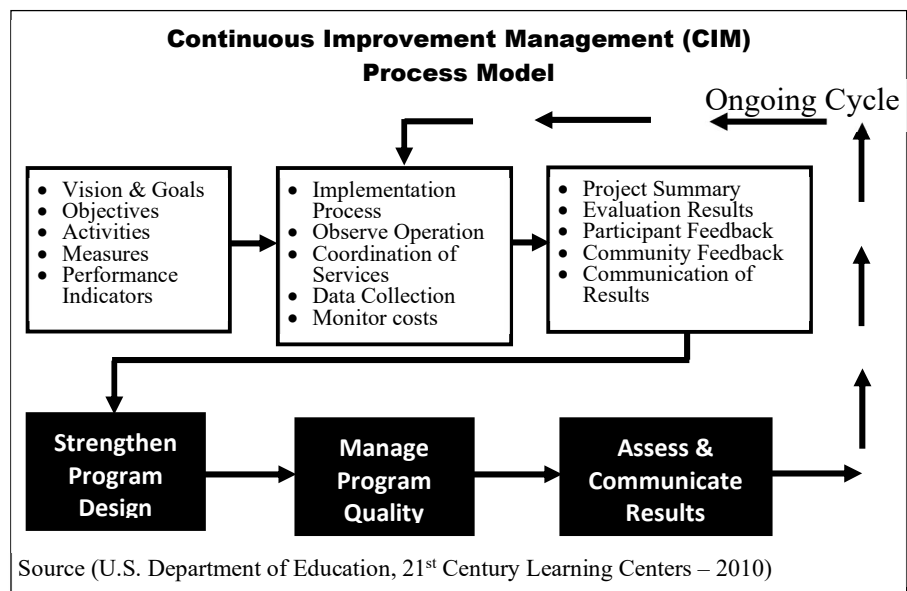 Continuous Improvement Management (CIM)
Process Model
Ongoing Cycle
• Vision & Goals
• Objectives
• Activities
• Measures
• Performance
Indicators
• Implementation
Process
• Observe Operation
• Coordination of
Services
• Data Collection
• Monitor costs
• Project Summary
• Evaluation Results
• Participant Feedback
• Community Feedback
• Communication of
Results
Strengthen
Program
Design
Manage
Program
Quality
Assess &
Communicate
Results
Source (U.S. Department of Education, 21st Century Learning Centers – 2010)